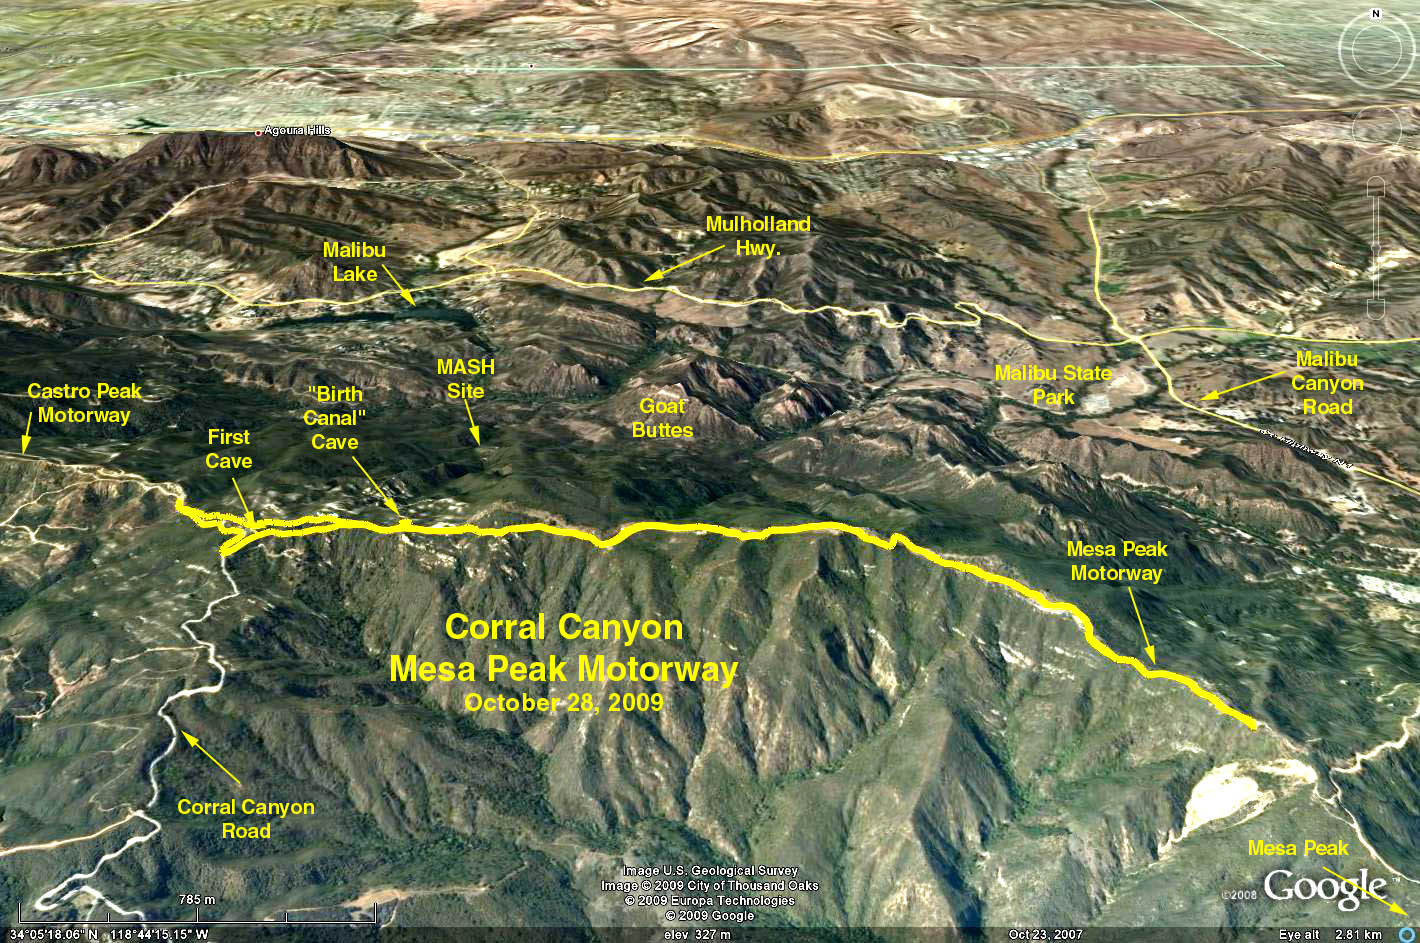 N
Agoura Hills
Mulholland
Hwy.
Malibu
Lake
MASH
Site
Malibu State
Park
Malibu
Canyon
Road
Castro Peak
Motorway
"Birth
Canal"
Cave
Goat
Buttes
First
Cave
Mesa Peak
Motorway
Corral Canyon
Mesa Peak Motorway
October 28, 2009
Corral Canyon
Road
Mesa Peak
Image U.S. Geological Survey
Image © 2009 City of Thousand Oaks
© 2009 Europa Technologies
© 2009 Google
©2008 Google™
785 m
34°05'18.06" N 118°44'15.15" W
elev 327 m
Oct 23, 2007
Eye alt 2.81 km